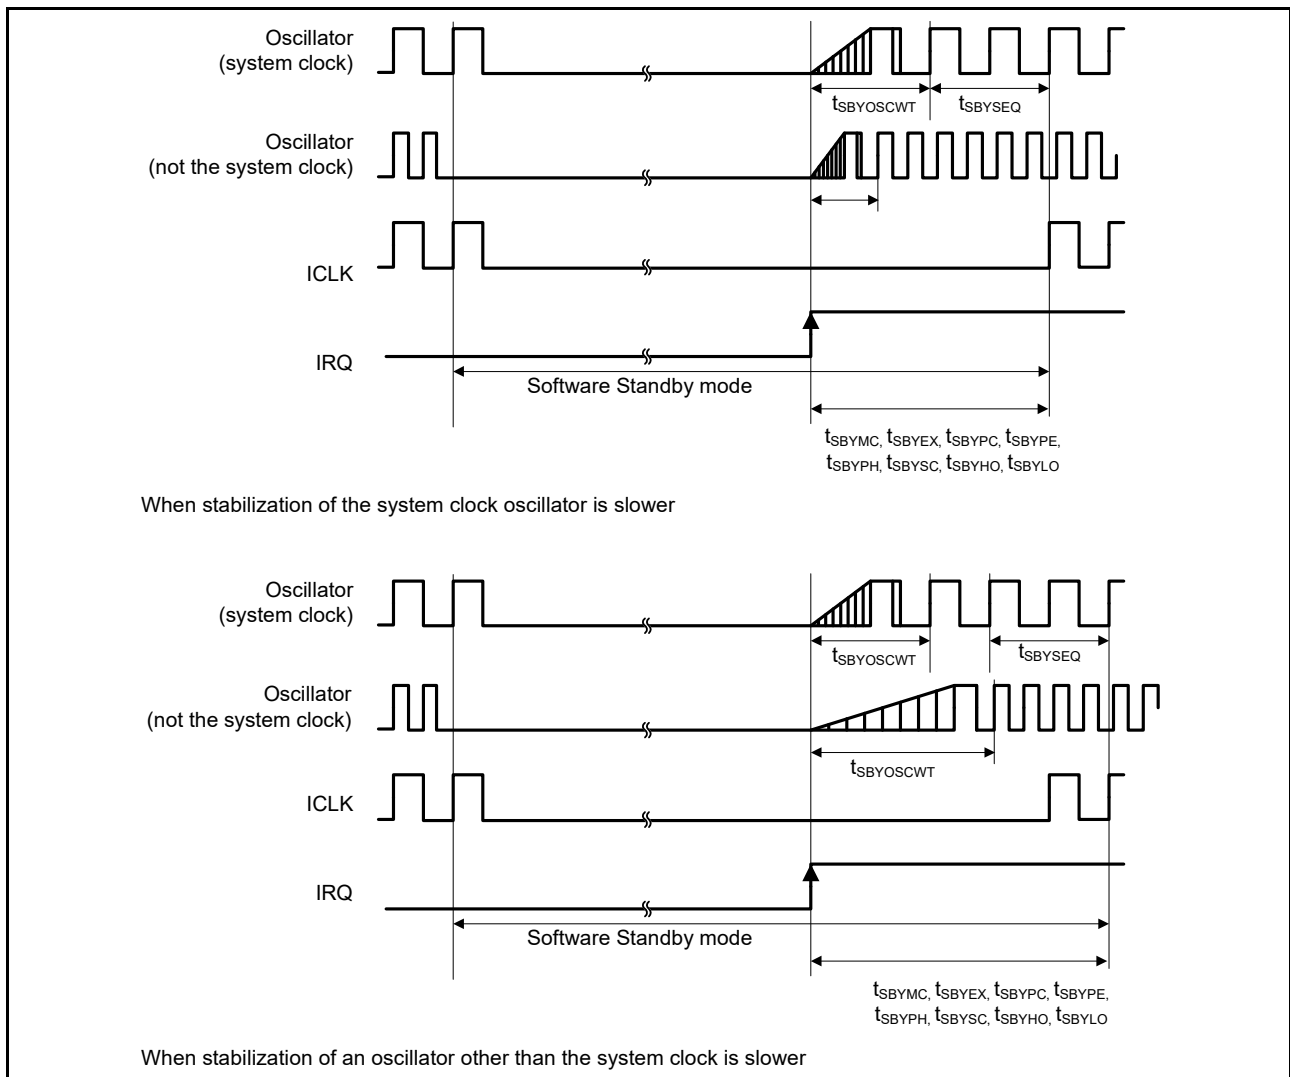 Oscillator
(system clock)
tSBYOSCWT
tSBYSEQ
Oscillator
(not the system clock)
ICLK
IRQ
Software Standby mode
tSBYMC, tSBYEX, tSBYPC, tSBYPE,
tSBYPH, tSBYSC, tSBYHO, tSBYLO
When stabilization of the system clock oscillator is slower
Oscillator
(system clock)
tSBYOSCWT
tSBYSEQ
Oscillator
(not the system clock)
tSBYOSCWT
ICLK
IRQ
Software Standby mode
tSBYMC, tSBYEX, tSBYPC, tSBYPE,
tSBYPH, tSBYSC, tSBYHO, tSBYLO
When stabilization of an oscillator other than the system clock is slower